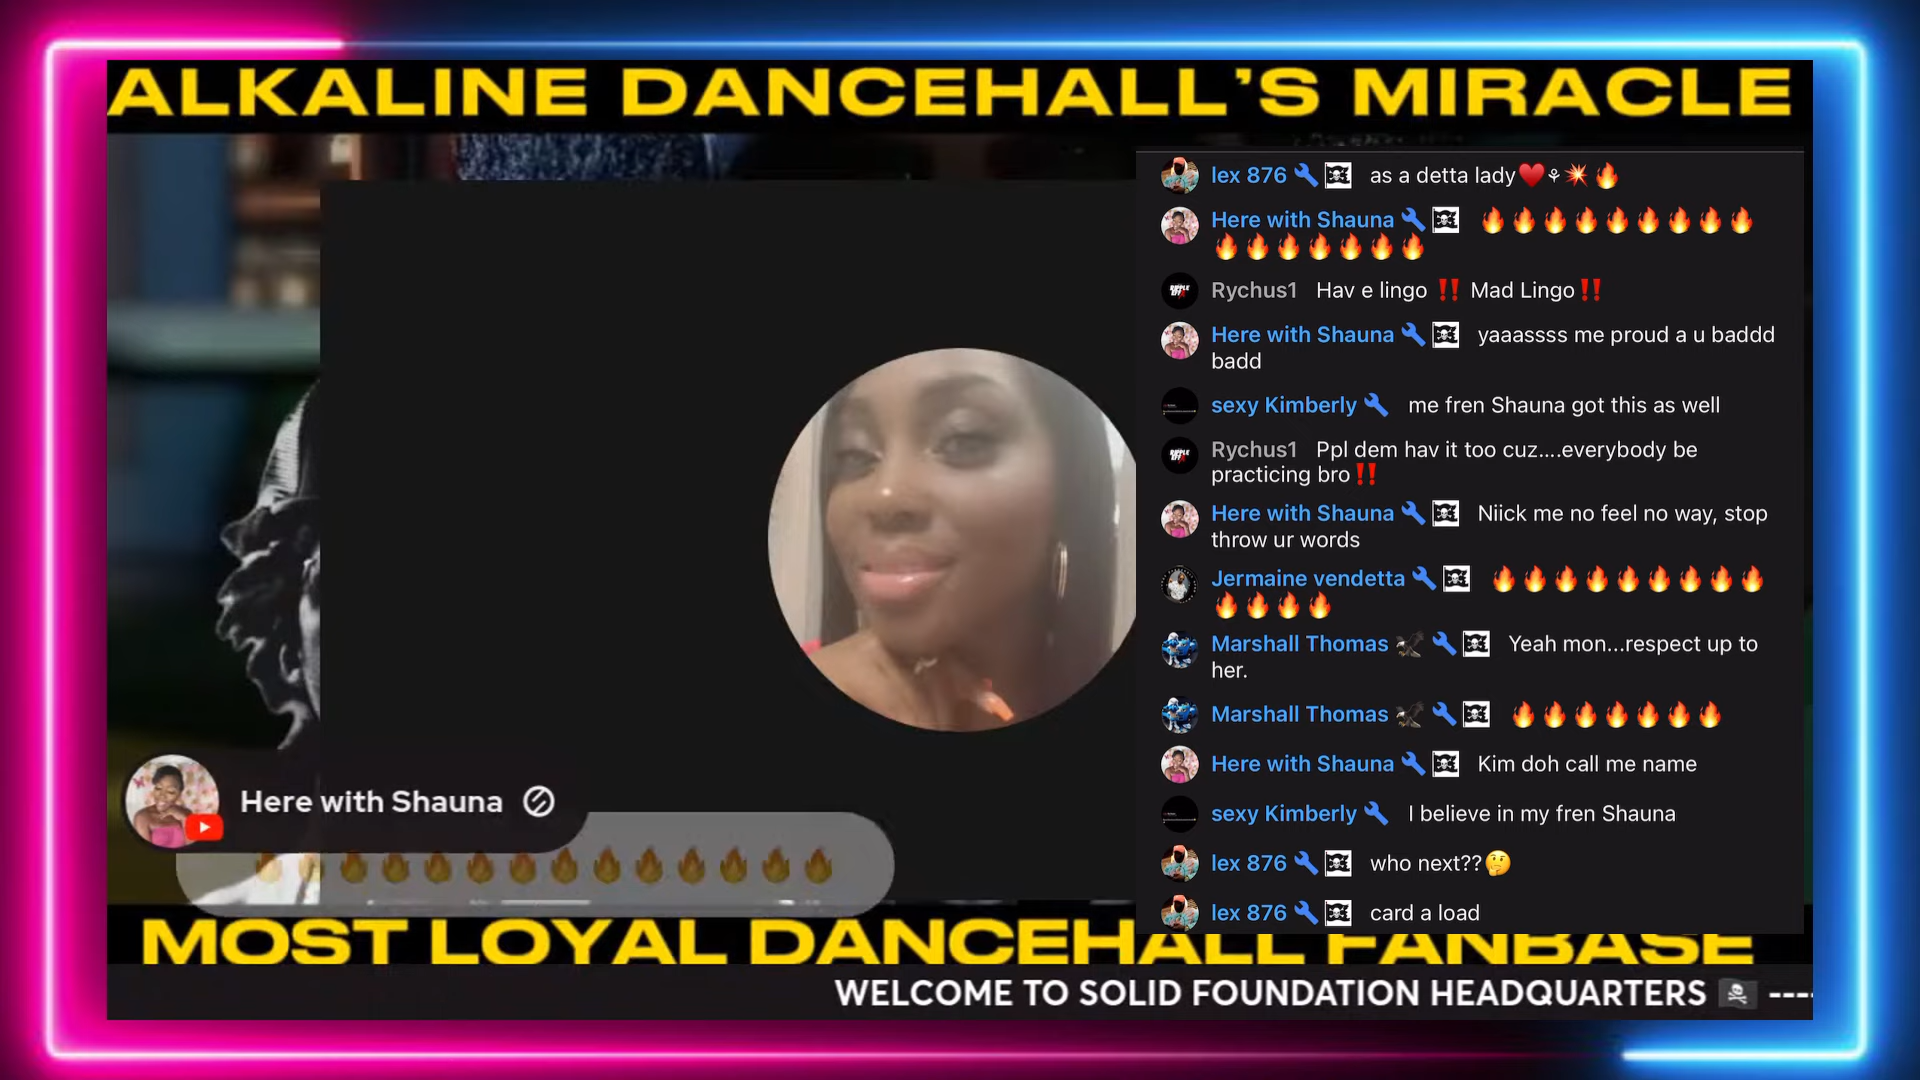 ALKALINE DANCEHALL’S MIRACLE
lex 876 🔧 🏴‍☠️ as a detta lady❤️⚘💥🔥
Here with Shauna 🔧 🏴‍☠️ 🔥🔥🔥🔥🔥🔥🔥🔥🔥
🔥🔥🔥🔥🔥🔥🔥
Rychus1 Hav e lingo ‼️ Mad Lingo‼️
Here with Shauna 🔧 🏴‍☠️ yaaassss me proud a u baddd
badd
sexy Kimberly 🔧 me fren Shauna got this as well
Rychus1 Ppl dem hav it too cuz....everybody be
practicing bro‼️
Here with Shauna 🔧 🏴‍☠️ Niick me no feel no way, stop
throw ur words
Jermaine vendetta 🔧 🏴‍☠️ 🔥🔥🔥🔥🔥🔥🔥🔥🔥
🔥🔥🔥🔥
Marshall Thomas 🦅 🔧 🏴‍☠️ Yeah mon...respect up to
her.
Marshall Thomas 🦅 🔧 🏴‍☠️ 🔥🔥🔥🔥🔥🔥🔥
Here with Shauna 🔧 🏴‍☠️ Kim doh call me name
sexy Kimberly 🔧 I believe in my fren Shauna
lex 876 🔧 🏴‍☠️ who next??🤔
lex 876 🔧 🏴‍☠️ card a load
Here with Shauna
🔥🔥🔥🔥🔥🔥🔥🔥🔥🔥🔥🔥🔥🔥
MOST LOYAL DANCEHALL FANBASE
WELCOME TO SOLID FOUNDATION HEADQUARTERS 🏴‍☠️ ----